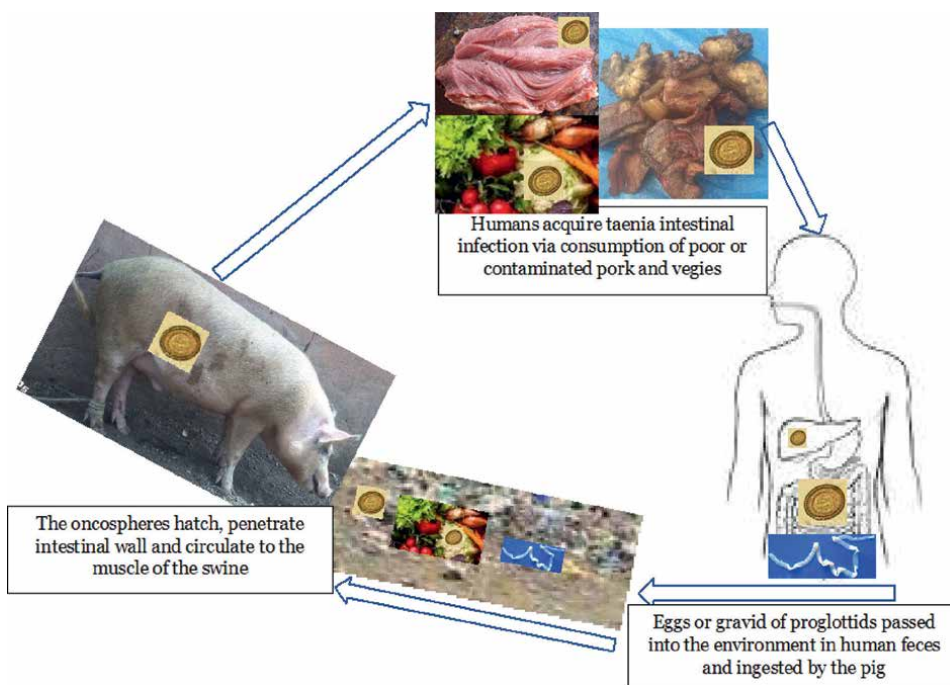 Humans acquire taenia intestinal
infection via consumption of poor or
contaminated pork and vegies
The oncospheres hatch, penetrate
intestinal wall and circulate to the
muscle of the swine
Eggs or gravid of proglottids passed
into the environment in human feces
and ingested by the pig